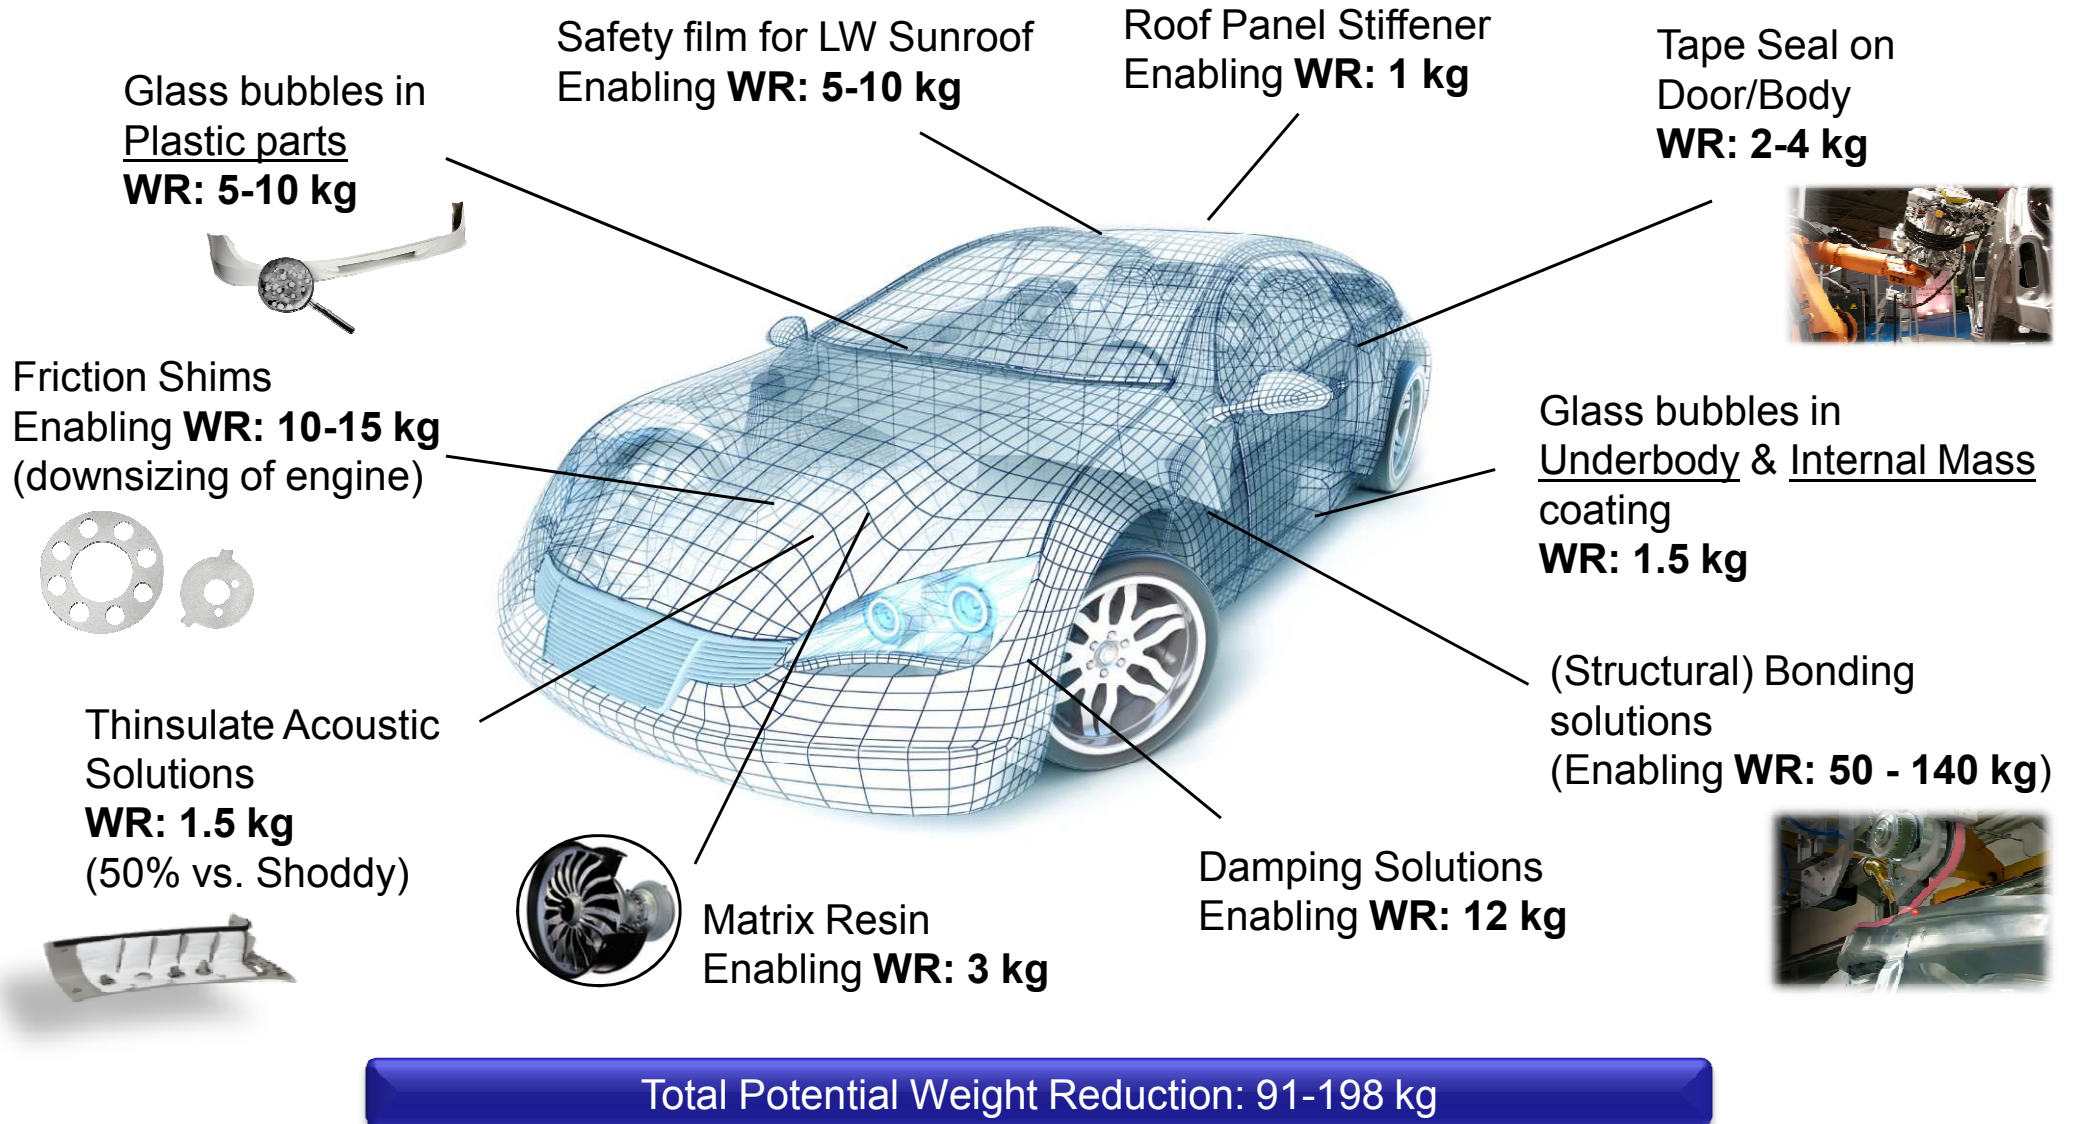 Safety film for LW Sunroof
Enabling WR: 5-10 kg
Roof Panel Stiffener
Enabling WR: 1 kg
Tape Seal on
Door/Body
WR: 2-4 kg
Glass bubbles in
Plastic parts
WR: 5-10 kg
Friction Shims
Enabling WR: 10-15 kg
(downsizing of engine)
Glass bubbles in
Underbody & Internal Mass
coating
WR: 1.5 kg
Thinsulate Acoustic
Solutions
WR: 1.5 kg
(50% vs. Shoddy)
(Structural) Bonding
solutions
(Enabling WR: 50 - 140 kg)
Matrix Resin
Enabling WR: 3 kg
Damping Solutions
Enabling WR: 12 kg
Total Potential Weight Reduction: 91-198 kg